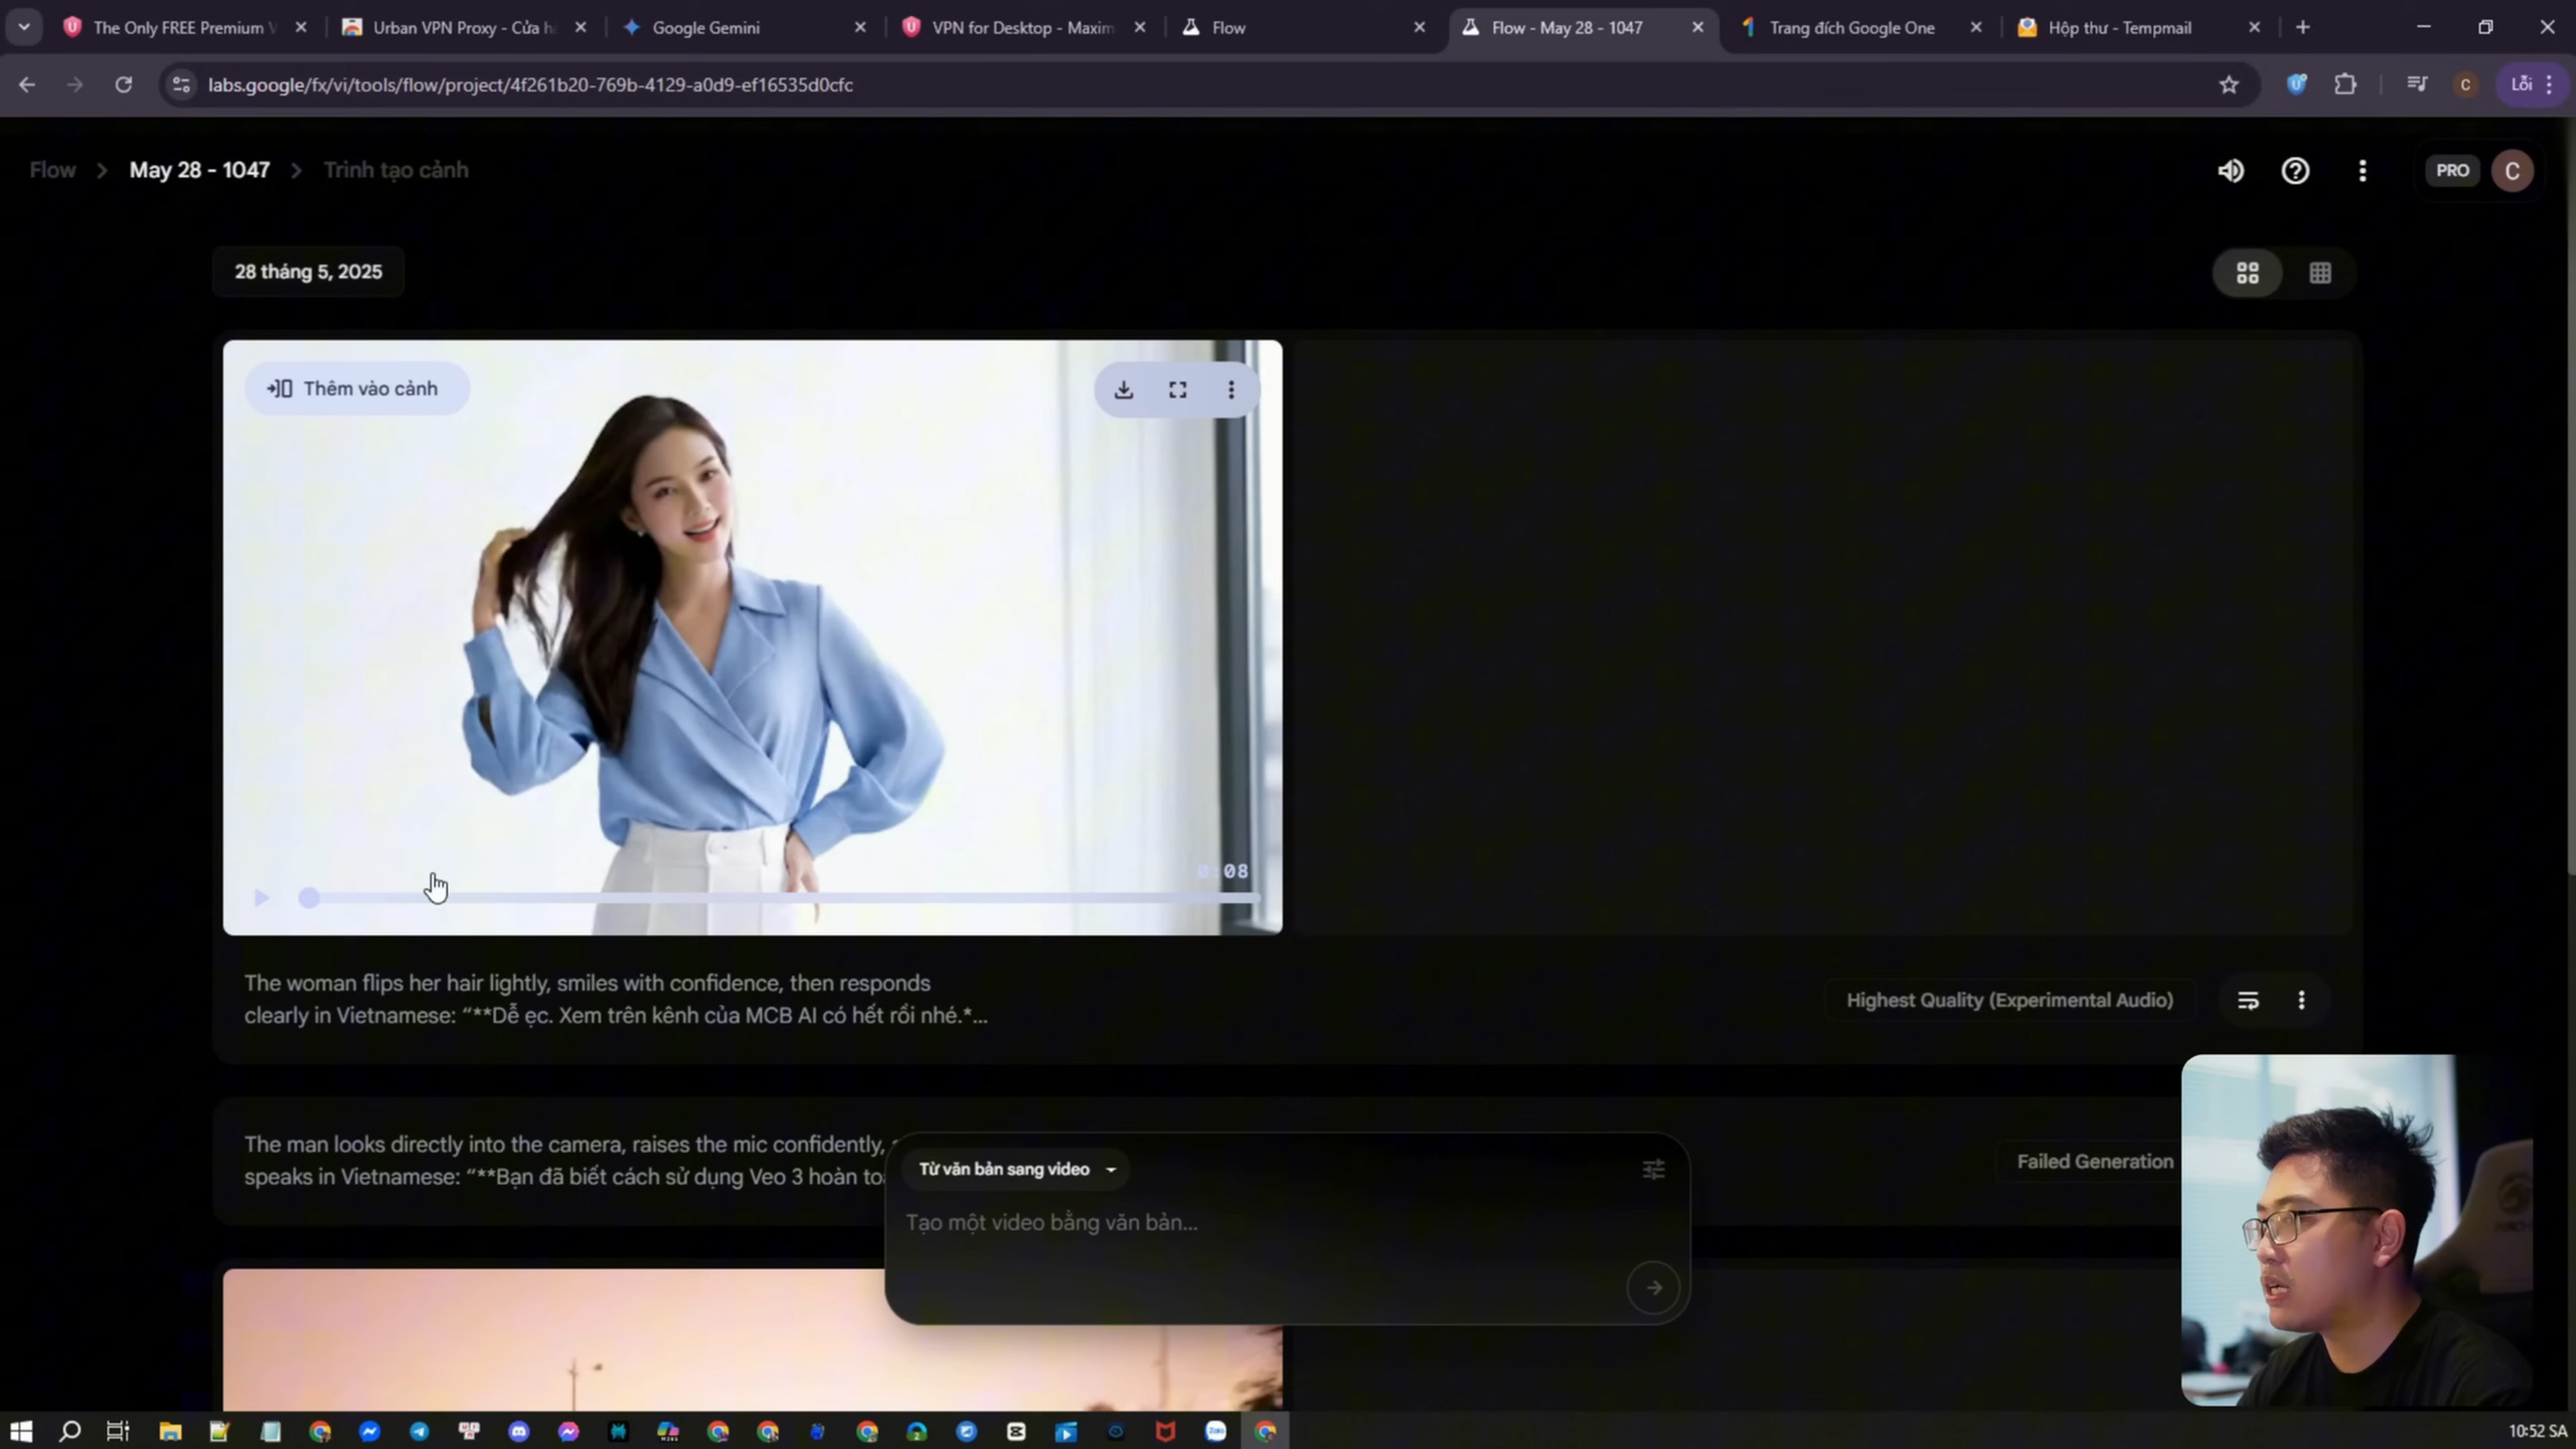 The Only FREE Premium V
Urban VPN Proxy - Cửa hà
Google Gemini
VPN for Desktop - Maxim
Flow
Flow - May 28 - 1047
Trang đích Google One
Hộp thư - Tempmail
labs.google/fx/vi/tools/flow/project/4f261b20-769b-4129-a0d9-ef16535d0cfc
C
Lỗi
Flow
May 28 - 1047
Trinh tạo cảnh
PRO
C
28 tháng 5, 2025
Thêm vào cảnh
0:08
The woman flips her hair lightly, smiles with confidence, then responds
clearly in Vietnamese: “**Dễ ẹc. Xem trên kênh của MCB AI có hết rồi nhé.*...
Highest Quality (Experimental Audio)
The man looks directly into the camera, raises the mic confidently,
speaks in Vietnamese: “**Bạn đã biết cách sử dụng Veo 3 hoàn toà
Failed Generation
Từ văn bản sang video
Tạo một video bằng văn bản...
Zalo
10:52 SA